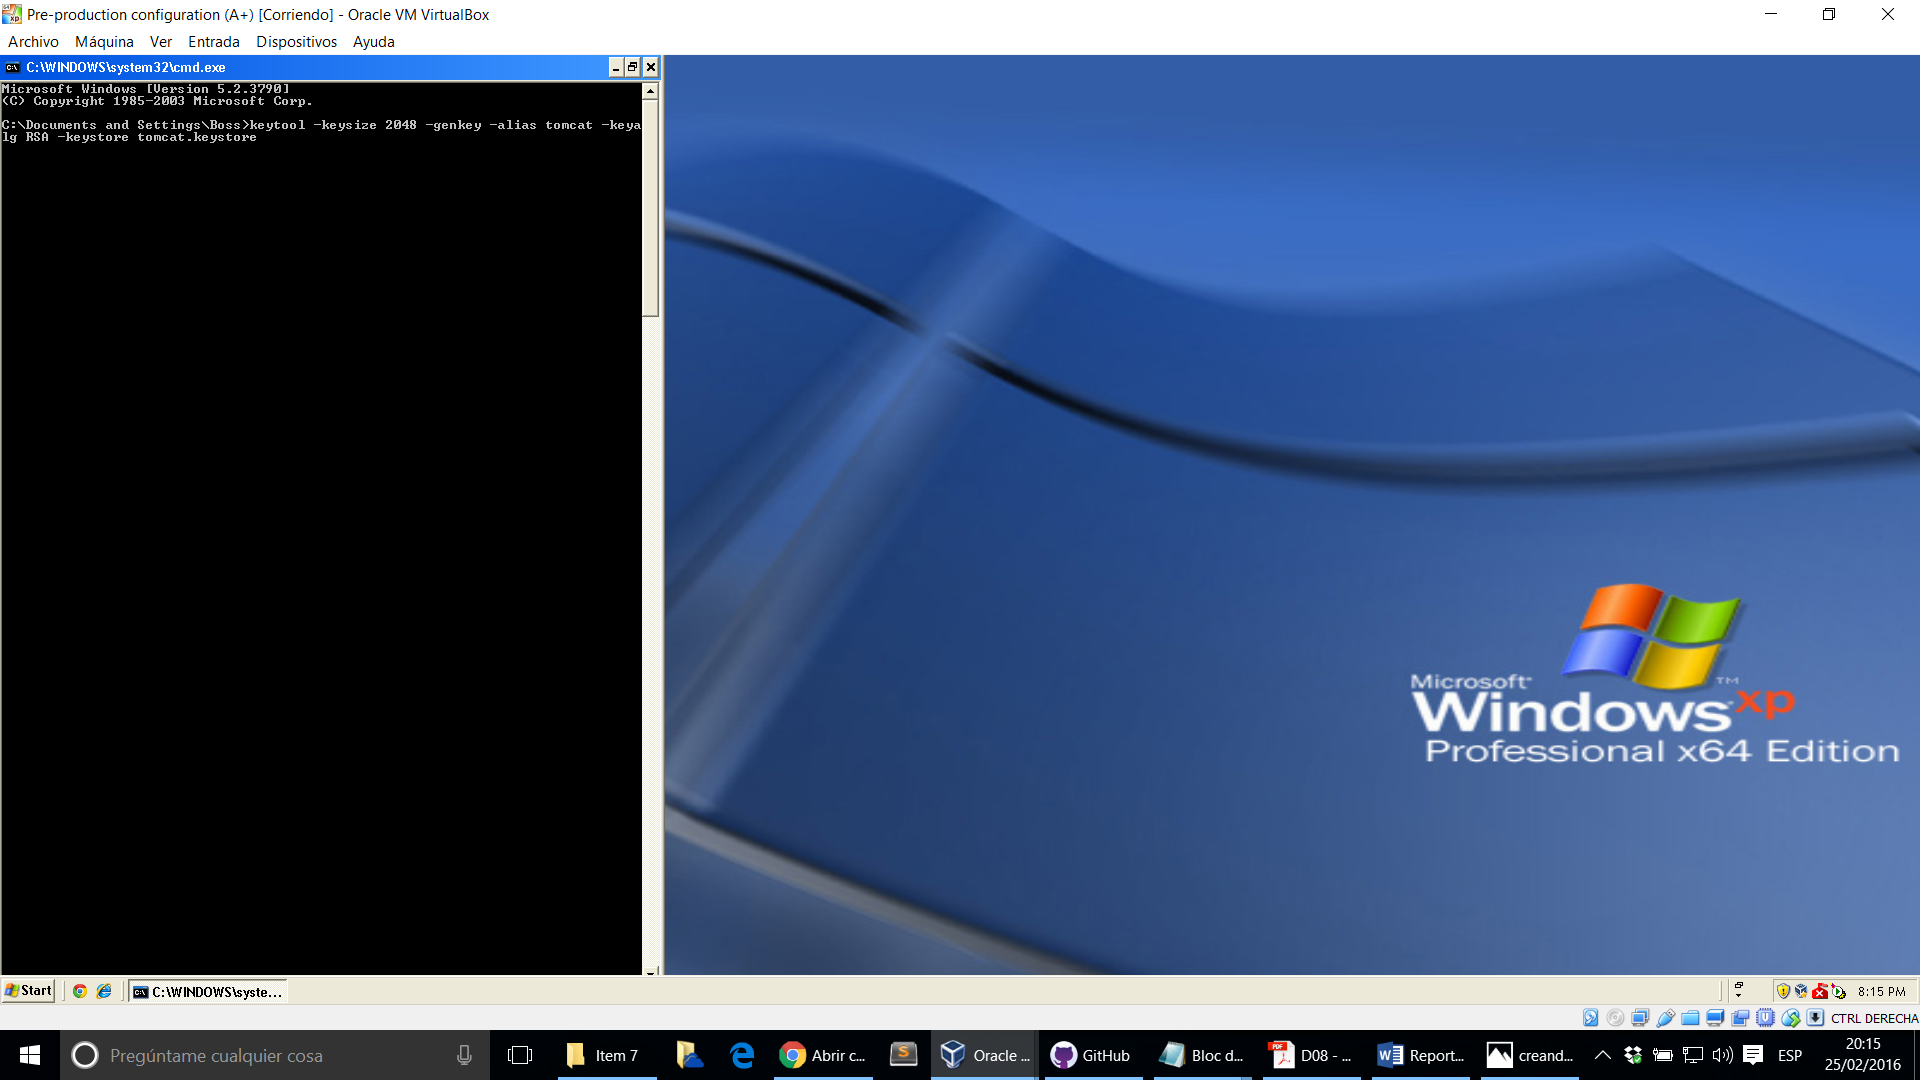 Pre-production configuration (A+) [Corriendo] - Oracle VM VirtualBox
Archivo Máquina Ver Entrada Dispositivos Ayuda
C:\WINDOWS\system32\cmd.exe
Microsoft Windows [Version 5.2.3790]
(C) Copyright 1985-2003 Microsoft Corp.
C:\Documents and Settings\Boss>keytool -keysize 2048 -genkey -alias tomcat -keya
lg RSA -keystore tomcat.keystore
Microsoft
Windows xp ™
Professional x64 Edition
Start
C:\WINDOWS\syste...
8:15 PM
CTRL DERECHA
Pregúntame cualquier cosa
Item 7
Abrir c...
Oracle ...
GitHub
Bloc d...
D08 - ...
Report...
creand...
ESP
20:15
25/02/2016